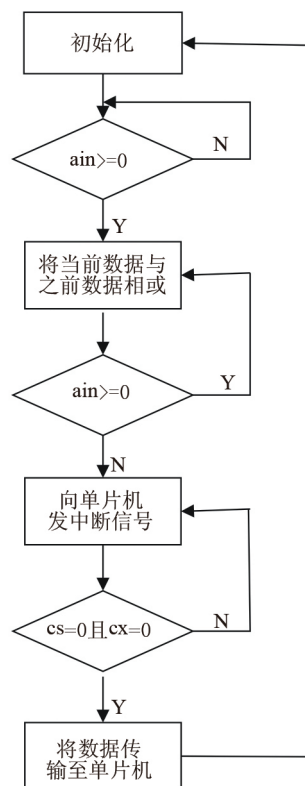 初始化
N
ain>=0
Y
将当前数据与
之前数据相或
ain>=0
Y
N
向单片机
发中断信号
N
cs=0且cx=0
Y
将数据传
输至单片机